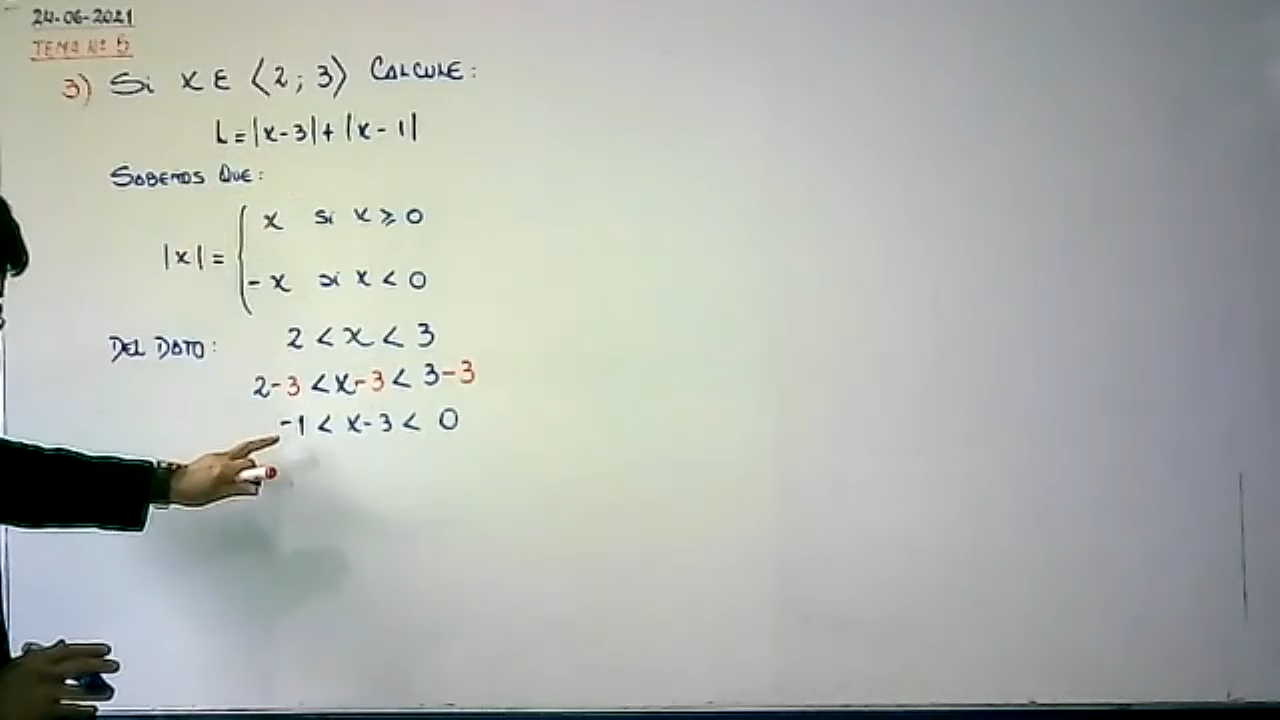 24-06-2021
TEMA Nº 5
3) Si x ∈ ⟨2; 3⟩ CALCULE:
L = |x-3| + |x-1|
SABEMOS QUE:
|x| = { x si x ≥ 0
-x si x < 0
DEL DATO: 2 < x < 3
2-3 < x-3 < 3-3
-1 < x-3 < 0